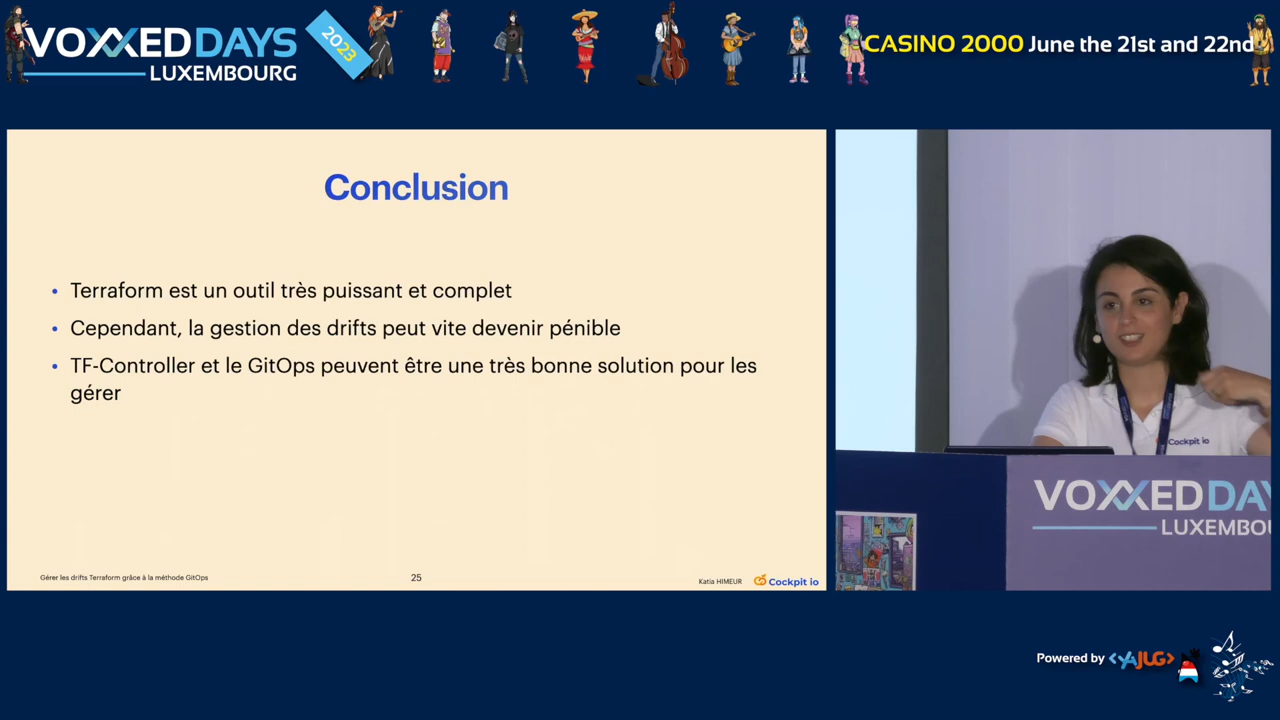 VOXXED DAYS
LUXEMBOURG
2023
CASINO 2000 June the 21st and 22nd
Conclusion
• Terraform est un outil très puissant et complet
• Cependant, la gestion des drifts peut vite devenir pénible
• TF-Controller et le GitOps peuvent être une très bonne solution pour les
gérer
Gérer les drifts Terraform grâce à la méthode GitOps
25
Katia HIMEUR
Cockpit io
Cockpit io
VOXXED DAY
LUXEMBOU
Powered by <YAJUG>